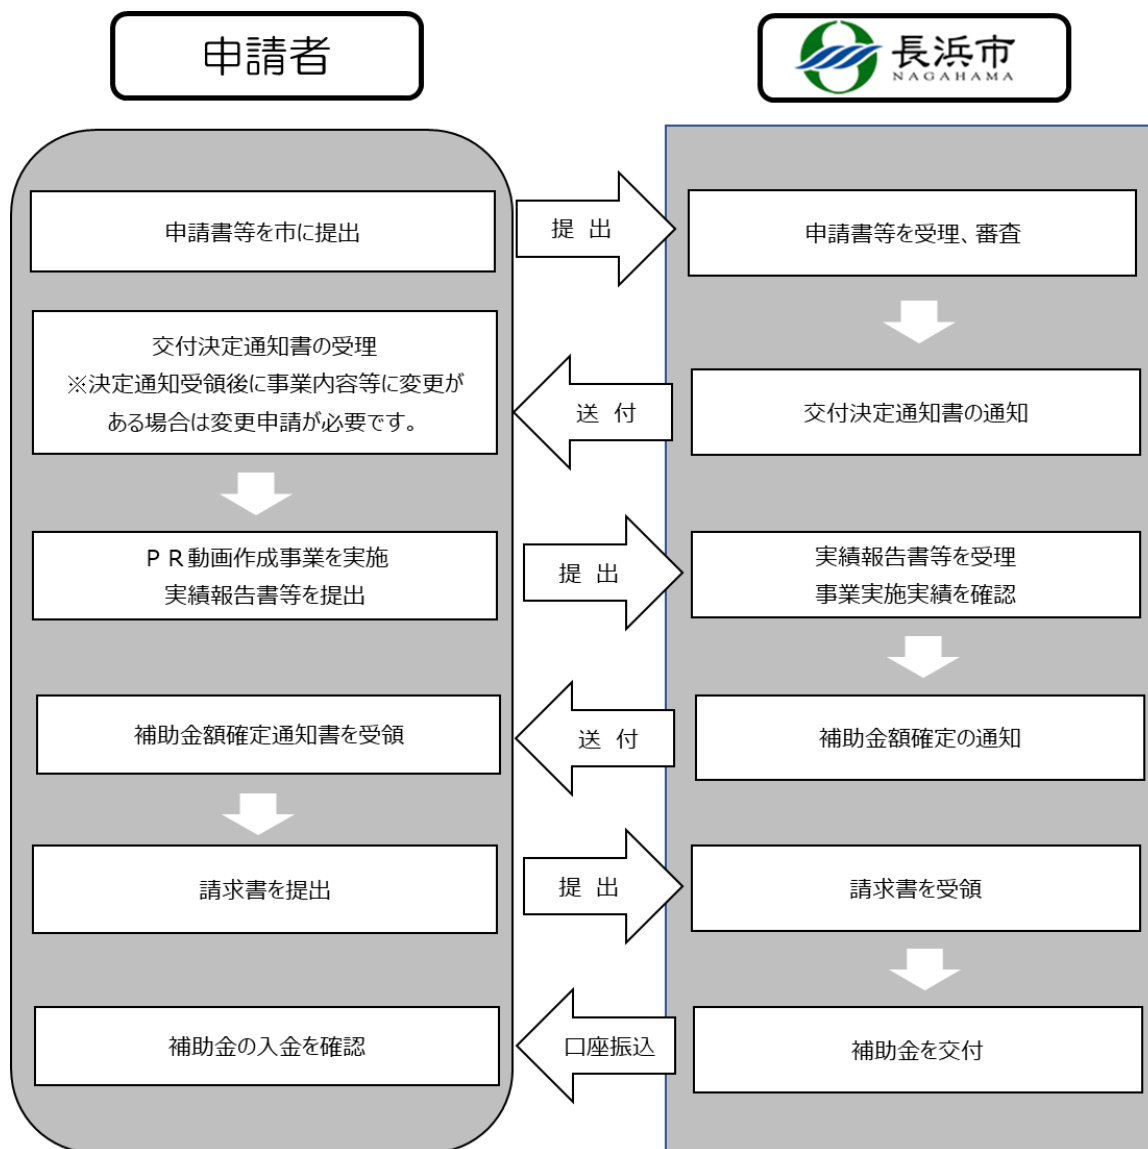 申請者
長浜市
NAGAHAMA
申請書等を市に提出
提 出
申請書等を受理、審査
交付決定通知書の受理
※決定通知受領後に事業内容等に変更が
ある場合は変更申請が必要です。
送 付
交付決定通知書の通知
ＰＲ動画作成事業を実施
実績報告書等を提出
提 出
実績報告書等を受理
事業実施実績を確認
補助金額確定通知書を受領
送 付
補助金額確定の通知
請求書を提出
提 出
請求書を受領
補助金の入金を確認
口座振込
補助金を交付